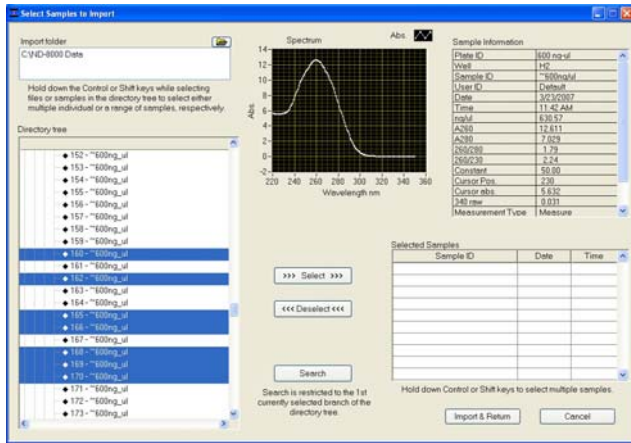 Select Samples to Import
Import folder
C:\ND-8000 Data
Hold down the Control or Shift keys while selecting
files or samples in the directory tree to select either
multiple individual or a range of samples, respectively.
Directory tree
152 - ~600ng_ul
153 - ~600ng_ul
154 - ~600ng_ul
155 - ~600ng_ul
156 - ~600ng_ul
157 - ~600ng_ul
158 - ~600ng_ul
159 - ~600ng_ul
160 - ~600ng_ul
161 - ~600ng_ul
162 - ~600ng_ul
163 - ~600ng_ul
164 - ~600ng_ul
165 - ~600ng_ul
166 - ~600ng_ul
167 - ~600ng_ul
168 - ~600ng_ul
169 - ~600ng_ul
170 - ~600ng_ul
171 - ~600ng_ul
172 - ~600ng_ul
173 - ~600ng_ul
Spectrum
Abs.
14
12
10
8
6
4
2
0
-2
Abs.
220 240 260 280 300 320 340 360
Wavelength nm
>>> Select >>>
<<< Deselect <<<
Search
Search is restricted to the 1st
currently selected branch of the
directory tree.
Sample Information
Plate ID 600 ng-ul
Well H2
Sample ID ~600ng/ul
User ID Default
Date 3/23/2007
Time 11:42 AM
ng/ul 630.57
A260 12.611
A280 7.029
260/280 1.79
260/230 2.24
Constant 50.00
Cursor Pos. 230
Cursor abs. 5.632
340 raw 0.031
Measurement Type Measure
Selected Samples
Sample ID Date Time
Hold down Control or Shift keys to select multiple samples.
Import & Return
Cancel